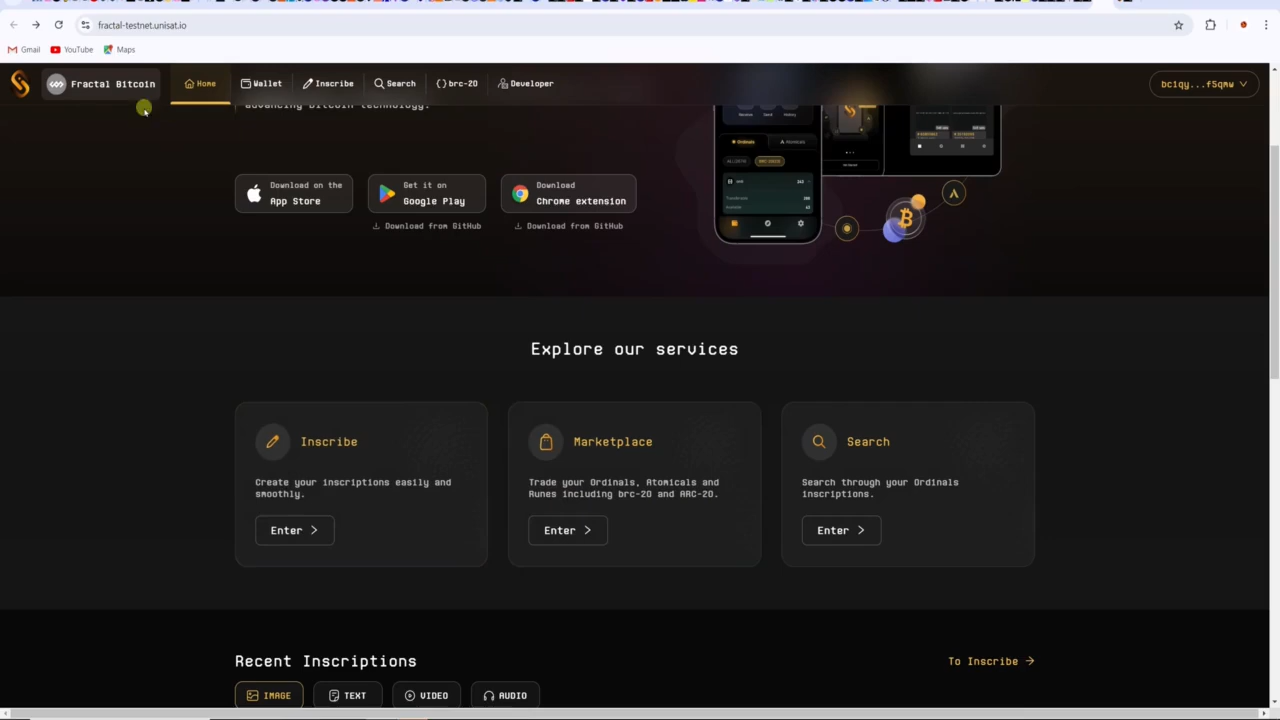 fractal-testnet.unisat.io
Gmail YouTube Maps
Fractal Bitcoin Home Wallet Inscribe Search brc-20 Developer bc1qy...f5qmw
advancing Bitcoin technology.
Download on the App Store
Get it on Google Play
Download Chrome extension
Download from GitHub Download from GitHub
Explore our services
Inscribe
Create your inscriptions easily and
smoothly.
Enter
Marketplace
Trade your Ordinals, Atomicals and
Runes including brc-20 and ARC-20.
Enter
Search
Search through your Ordinals
inscriptions.
Enter
Recent Inscriptions To Inscribe
IMAGE TEXT VIDEO AUDIO